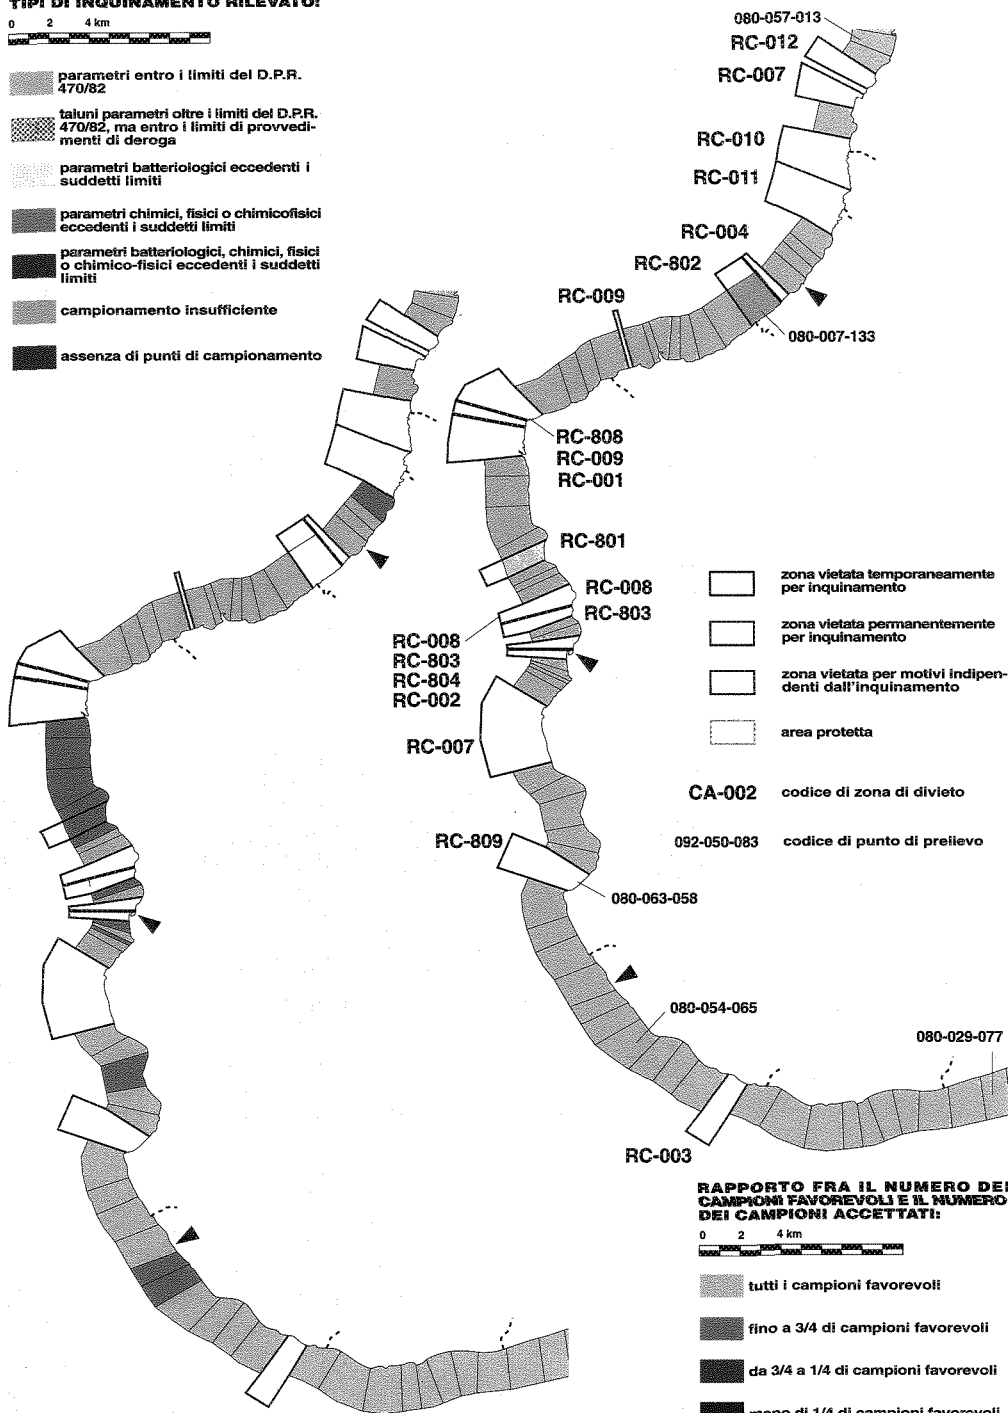 TIPI DI INQUINAMENTO RILEVATO:
0 2 4 km
parametri entro i limiti del D.P.R.
470/82
taluni parametri oltre i limiti del D.P.R.
470/82, ma entro i limiti di provvedi-
menti di deroga
parametri batteriologici eccedenti i
suddetti limiti
parametri chimici, fisici o chimicofisici
eccedenti i suddetti limiti
parametri batteriologici, chimici, fisici
o chimico-fisici eccedenti i suddetti
limiti
campionamento insufficiente
assenza di punti di campionamento
080-057-013
RC-012
RC-007
RC-010
RC-011
RC-004
RC-802
RC-009
080-007-133
RC-808
RC-009
RC-001
RC-801
RC-008
RC-803
RC-008
RC-803
RC-804
RC-002
RC-007
RC-809
080-063-058
080-054-065
080-029-077
RC-003
zona vietata temporaneamente
per inquinamento
zona vietata permanentemente
per inquinamento
zona vietata per motivi indipen-
denti dall'inquinamento
area protetta
CA-002 codice di zona di divieto
092-050-083 codice di punto di prelievo
RAPPORTO FRA IL NUMERO DEI
CAMPIONI FAVOREVOLI E IL NUMERO
DEI CAMPIONI ACCETTATI:
0 2 4 km
tutti i campioni favorevoli
fino a 3/4 di campioni favorevoli
da 3/4 a 1/4 di campioni favorevoli
meno di 1/4 di campioni favorevoli